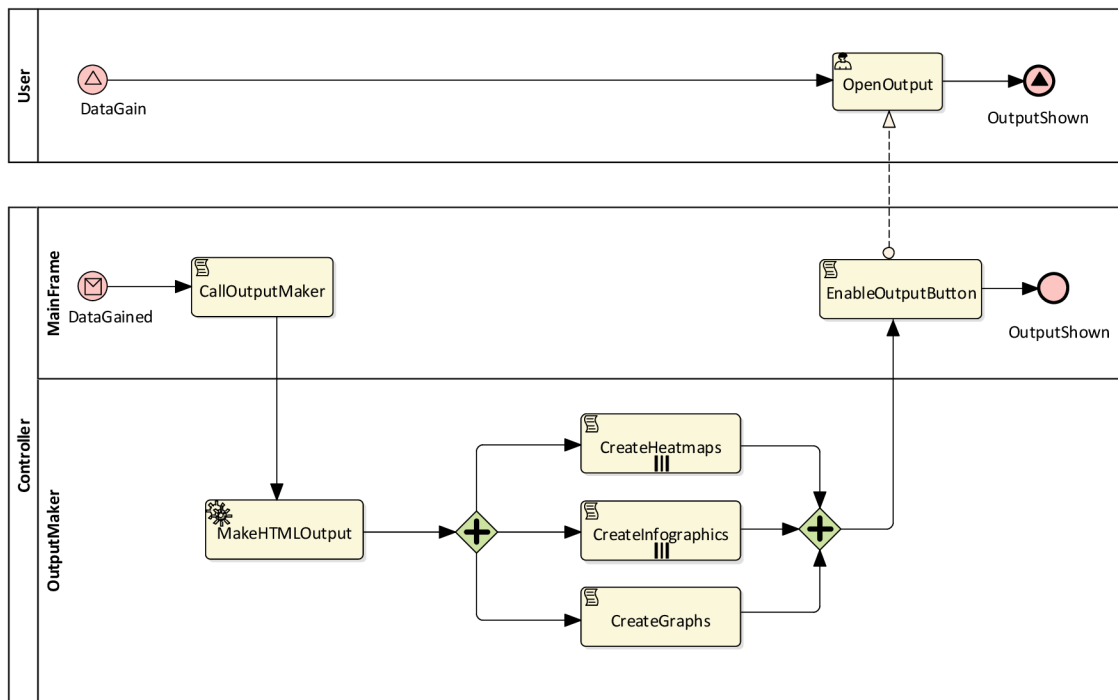 User
DataGain
OpenOutput
OutputShown
Controller
MainFrame
DataGained
CallOutputMaker
EnableOutputButton
OutputShown
OutputMaker
MakeHTMLOutput
CreateHeatmaps
CreateInfographics
CreateGraphs